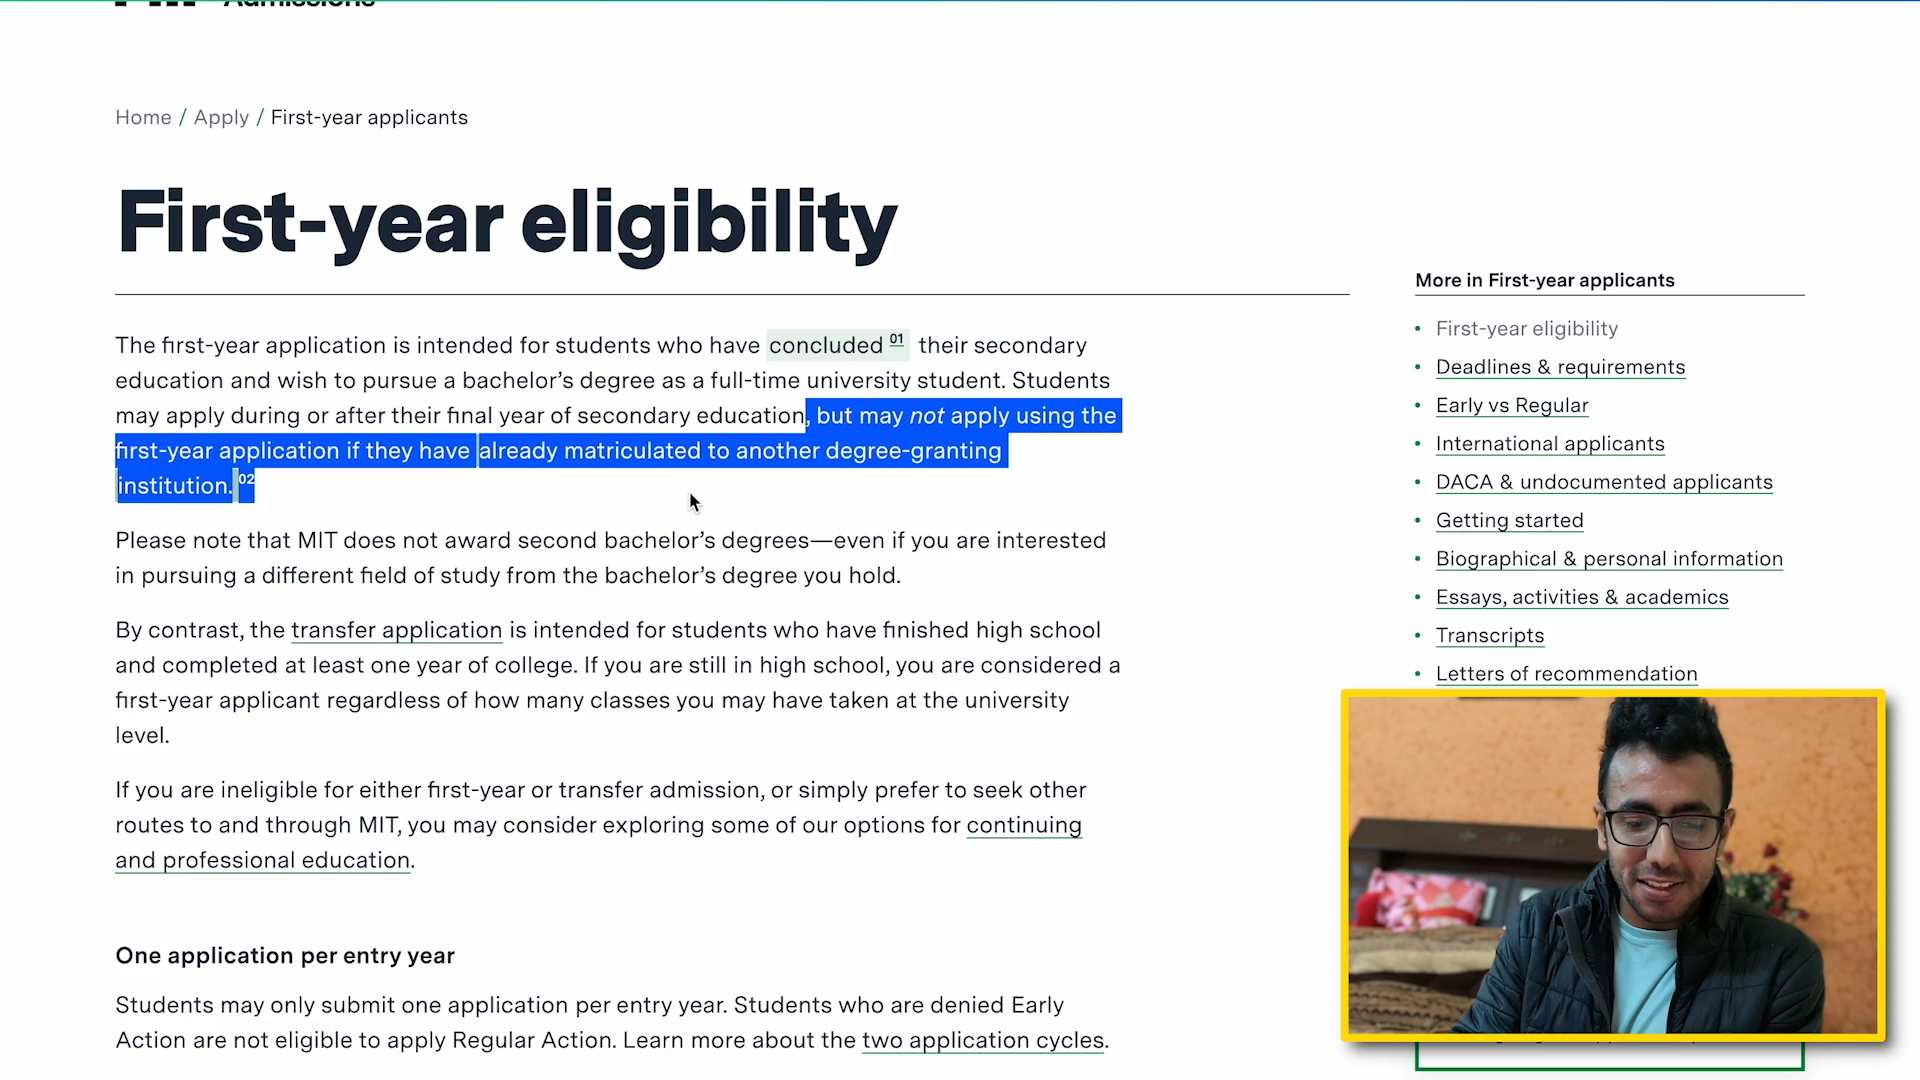 Admissions
Home / Apply / First-year applicants
First-year eligibility
The first-year application is intended for students who have concluded 01 their secondary
education and wish to pursue a bachelor’s degree as a full-time university student. Students
may apply during or after their final year of secondary education, but may not apply using the
first-year application if they have already matriculated to another degree-granting
institution. 02
Please note that MIT does not award second bachelor’s degrees—even if you are interested
in pursuing a different field of study from the bachelor’s degree you hold.
By contrast, the transfer application is intended for students who have finished high school
and completed at least one year of college. If you are still in high school, you are considered a
first-year applicant regardless of how many classes you may have taken at the university
level.
If you are ineligible for either first-year or transfer admission, or simply prefer to seek other
routes to and through MIT, you may consider exploring some of our options for continuing
and professional education.
One application per entry year
Students may only submit one application per entry year. Students who are denied Early
Action are not eligible to apply Regular Action. Learn more about the two application cycles.
More in First-year applicants
• First-year eligibility
• Deadlines & requirements
• Early vs Regular
• International applicants
• DACA & undocumented applicants
• Getting started
• Biographical & personal information
• Essays, activities & academics
• Transcripts
• Letters of recommendation